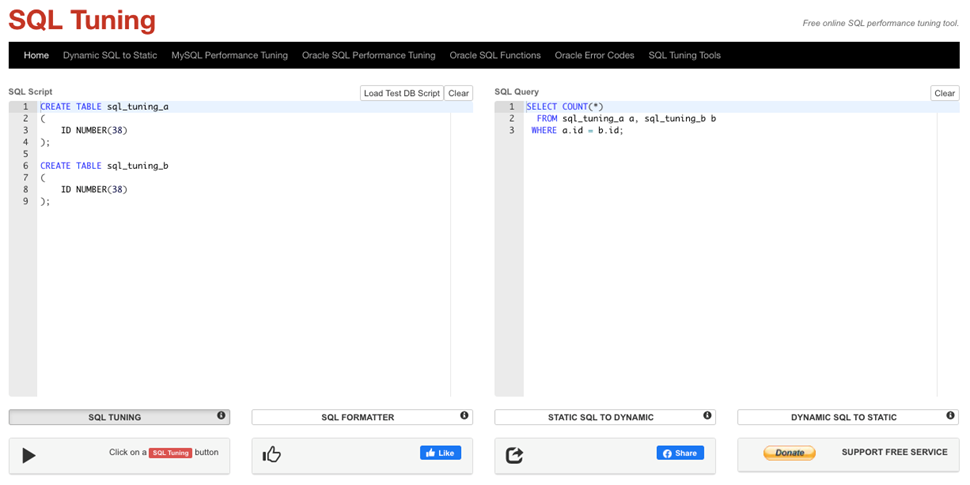 SQL Tuning
Free online SQL performance tuning tool.
Home Dynamic SQL to Static MySQL Performance Tuning Oracle SQL Performance Tuning Oracle SQL Functions Oracle Error Codes SQL Tuning Tools
SQL Script Load Test DB Script Clear
1 CREATE TABLE sql_tuning_a
2 (
3 ID NUMBER(38)
4 );
5
6 CREATE TABLE sql_tuning_b
7 (
8 ID NUMBER(38)
9 );
SQL Query Clear
1 SELECT COUNT(*)
2 FROM sql_tuning_a a, sql_tuning_b b
3 WHERE a.id = b.id;
SQL TUNING SQL FORMATTER STATIC SQL TO DYNAMIC DYNAMIC SQL TO STATIC
Click on a SQL Tuning button Like Share Donate SUPPORT FREE SERVICE